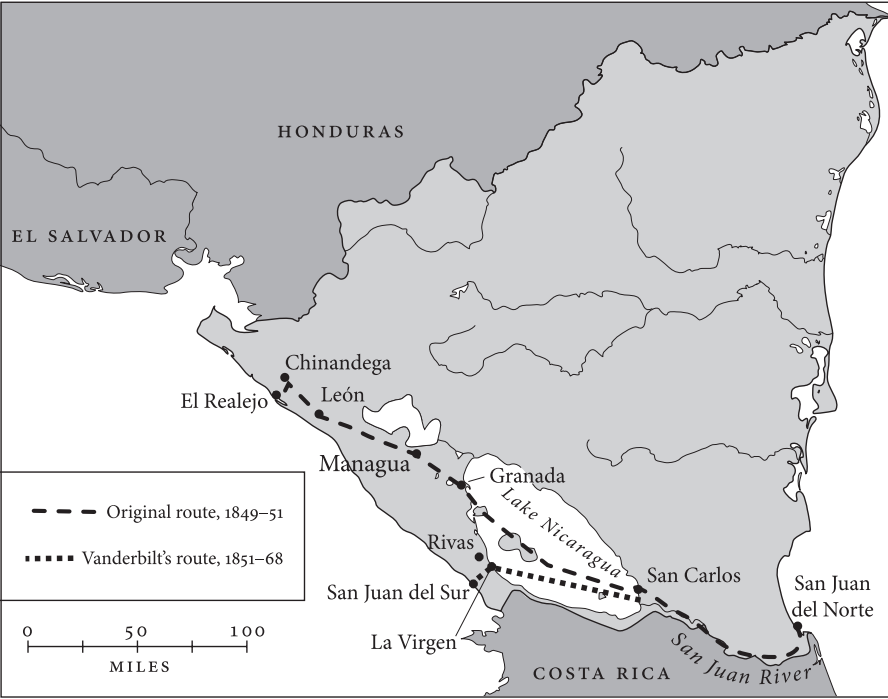 HONDURAS
EL SALVADOR
Chinandega
El Realejo
León
Managua
Granada
Lake Nicaragua
Original route, 1849–51
Vanderbilt's route, 1851–68
Rivas
San Juan del Sur
La Virgen
San Carlos
San Juan
del Norte
San Juan River
0 50 100
MILES
COSTA RICA